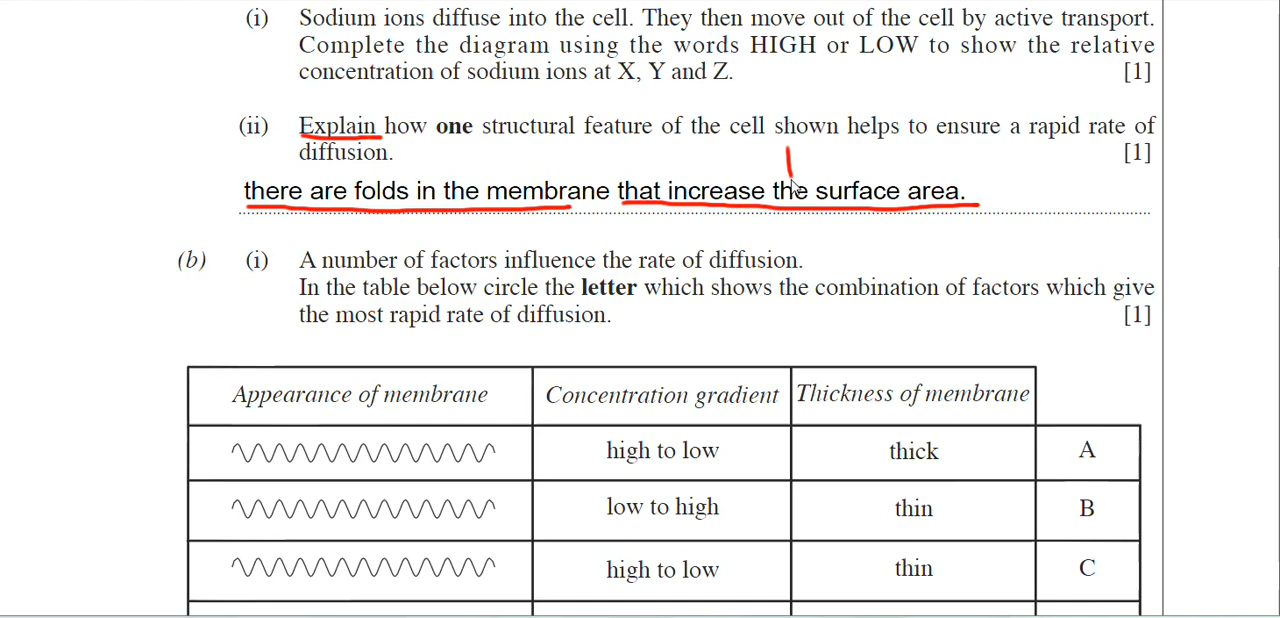 (i) Sodium ions diffuse into the cell. They then move out of the cell by active transport.
Complete the diagram using the words HIGH or LOW to show the relative
concentration of sodium ions at X, Y and Z. [1]
(ii) Explain how one structural feature of the cell shown helps to ensure a rapid rate of
diffusion. [1]
there are folds in the membrane that increase the surface area.
(b) (i) A number of factors influence the rate of diffusion.
In the table below circle the letter which shows the combination of factors which give
the most rapid rate of diffusion. [1]
Appearance of membrane Concentration gradient Thickness of membrane
high to low thick A
low to high thin B
high to low thin C